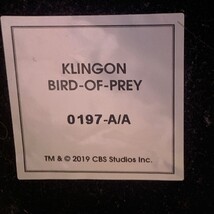 KLINGON
BIRD-OF-PREY
0197-A/A
TM & © 2019 CBS Studios Inc.